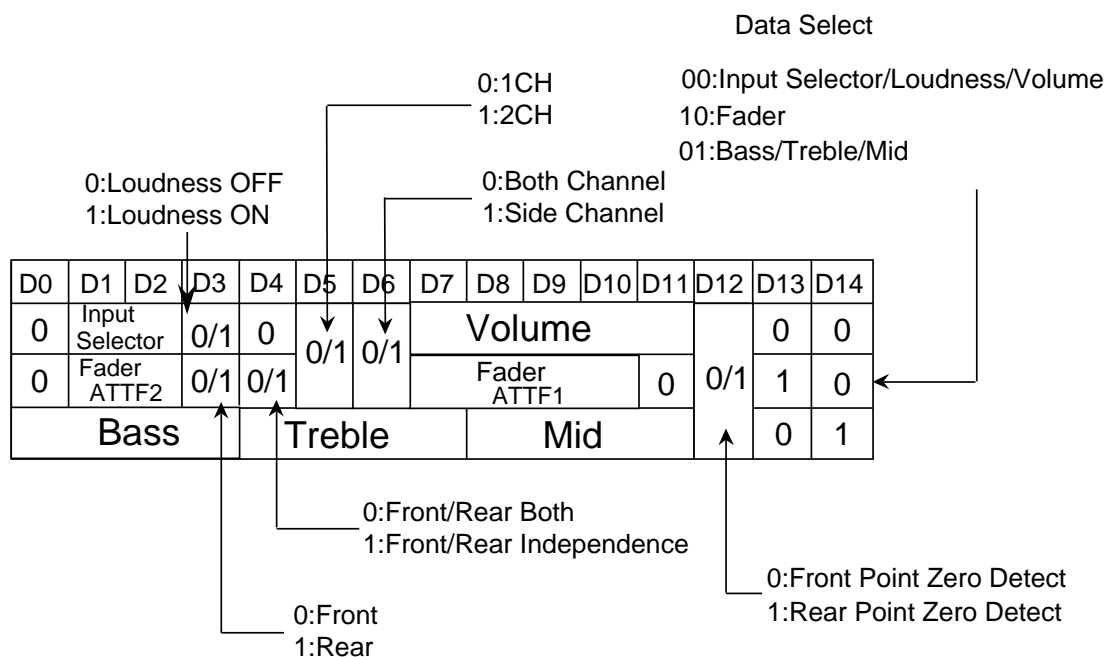 Data Select
0:1CH
1:2CH
00:Input Selector/Loudness/Volume
10:Fader
01:Bass/Treble/Mid
0:Loudness OFF
1:Loudness ON
0:Both Channel
1:Side Channel
D0 D1 D2 D3 D4 D5 D6 D7 D8 D9 D10 D11 D12 D13 D14
0 Input Selector 0/1 0 0/1 0/1 Volume 0/1 0 0
0 Fader ATTF2 0/1 0/1 Fader ATTF1 0 1 0
Bass Treble Mid 0 1
0:Front/Rear Both
1:Front/Rear Independence
0:Front Point Zero Detect
1:Rear Point Zero Detect
0:Front
1:Rear